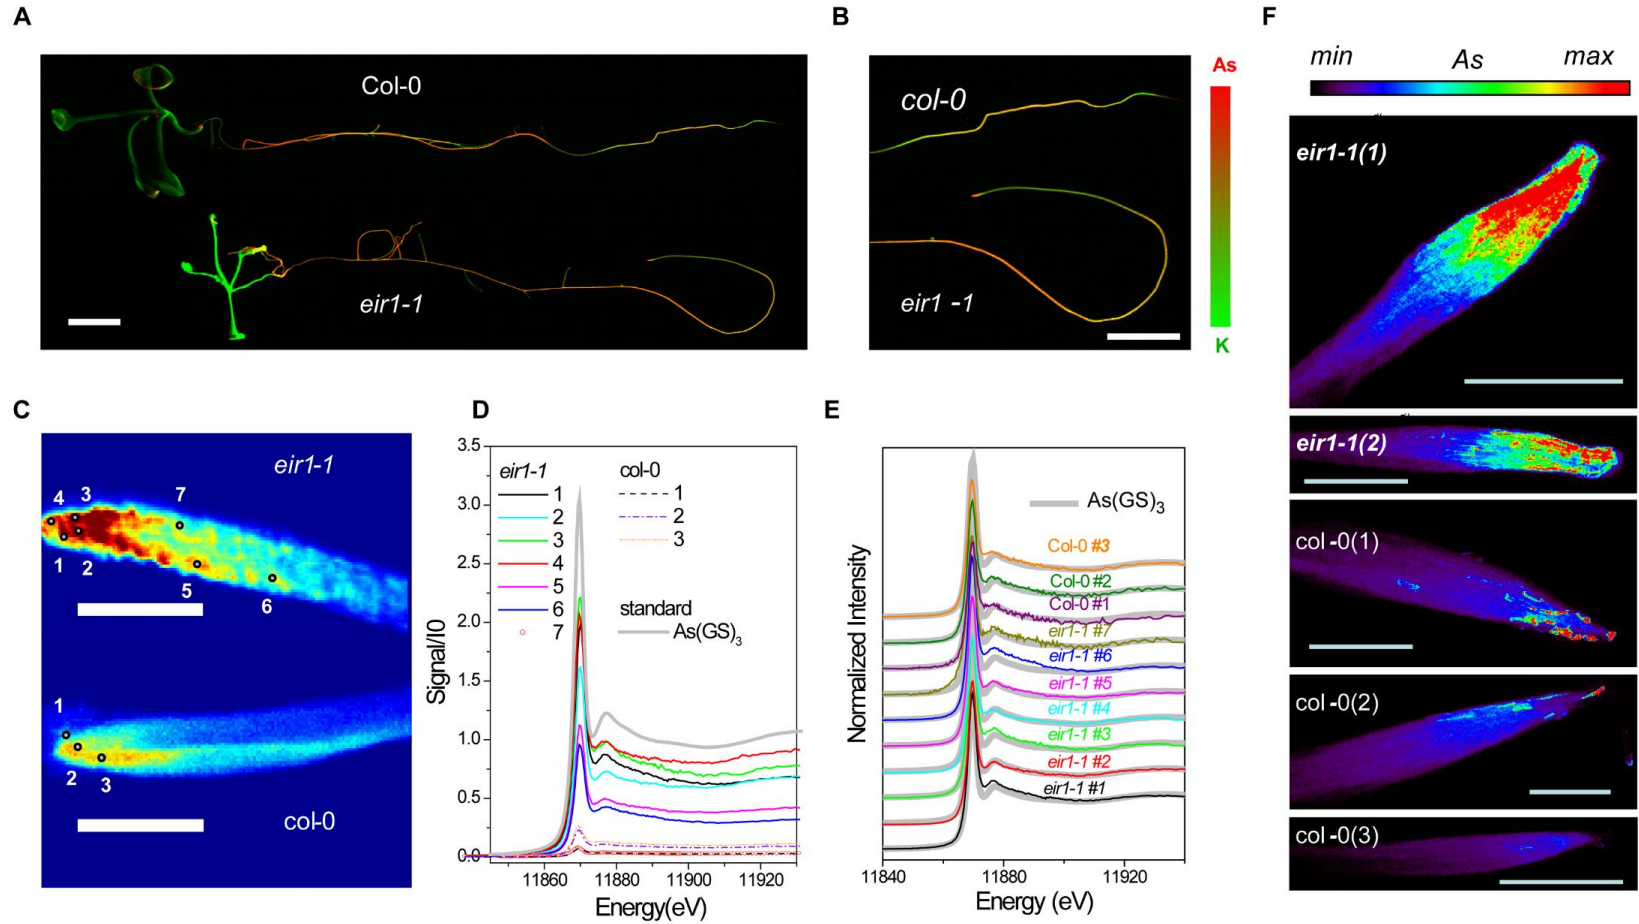 A
Col-0
eir1-1
B
col-0
eir1 -1
As
K
F
min As max
eir1-1(1)
eir1-1(2)
col-0(1)
col-0(2)
col-0(3)
C
eir1-1
4 3 7
1 2 5 6
1
2 3
col-0
D
Signal/I0
3.5
3.0
2.5
2.0
1.5
1.0
0.5
0.0
eir1-1 col-0
1 1
2 2
3 3
4
5 standard
6 As(GS)3
7
11860 11880 11900 11920
Energy(eV)
E
Normalized Intensity
As(GS)3
Col-0 #3
Col-0 #2
Col-0 #1
eir1-1 #7
eir1-1 #6
eir1-1 #5
eir1-1 #4
eir1-1 #3
eir1-1 #2
eir1-1 #1
11840 11880 11920
Energy (eV)